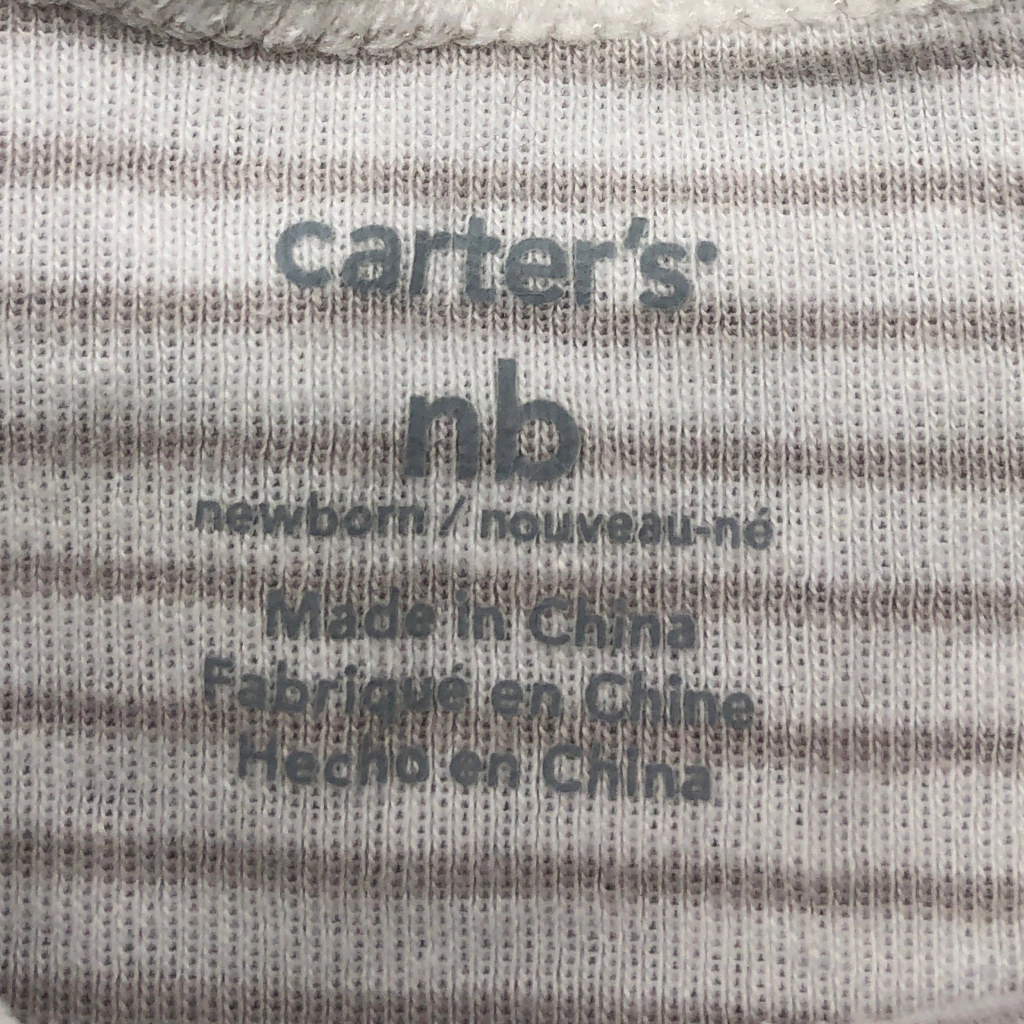 carter's
nb
newborn / nouveau-né
Made in China
Fabriqué en Chine
Hecho en China